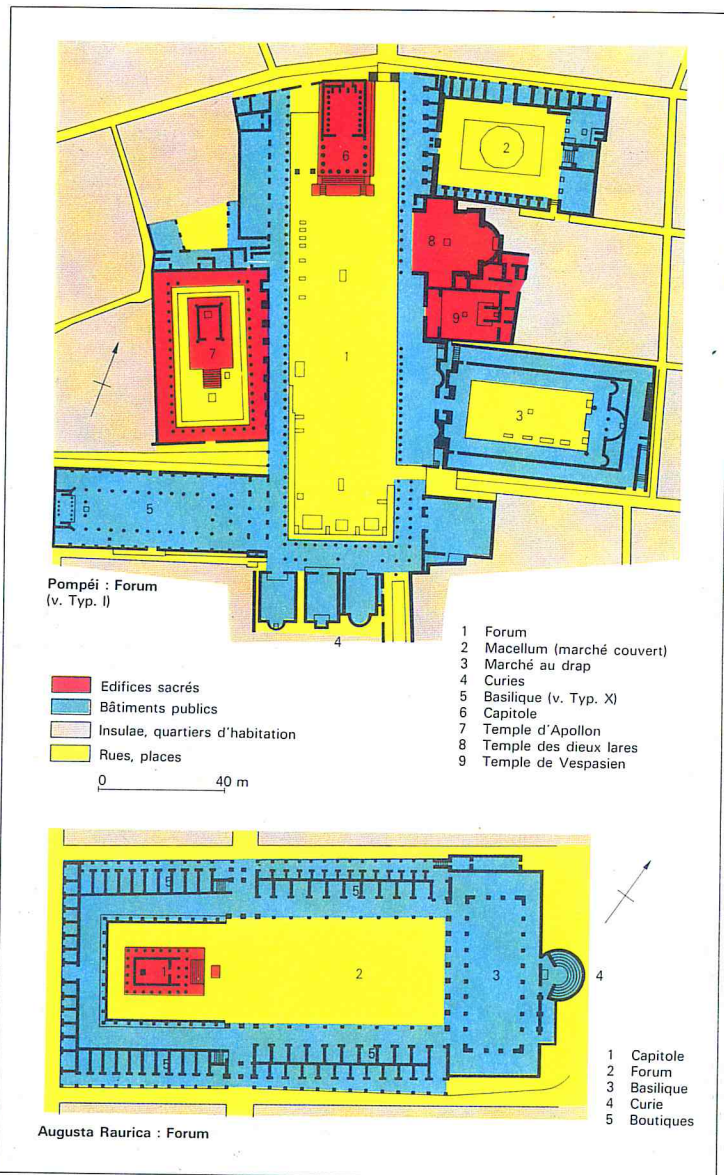 6
2
8
9
7
1
3
5
4
Pompéi : Forum
(v. Typ. I)
1 Forum
2 Macellum (marché couvert)
3 Marché au drap
4 Curies
5 Basilique (v. Typ. X)
6 Capitole
7 Temple d'Apollon
8 Temple des dieux lares
9 Temple de Vespasien
Edifices sacrés
Bâtiments publics
Insulae, quartiers d'habitation
Rues, places
0 40 m
5
5
1
2
3
4
5
5
1 Capitole
2 Forum
3 Basilique
4 Curie
5 Boutiques
Augusta Raurica : Forum